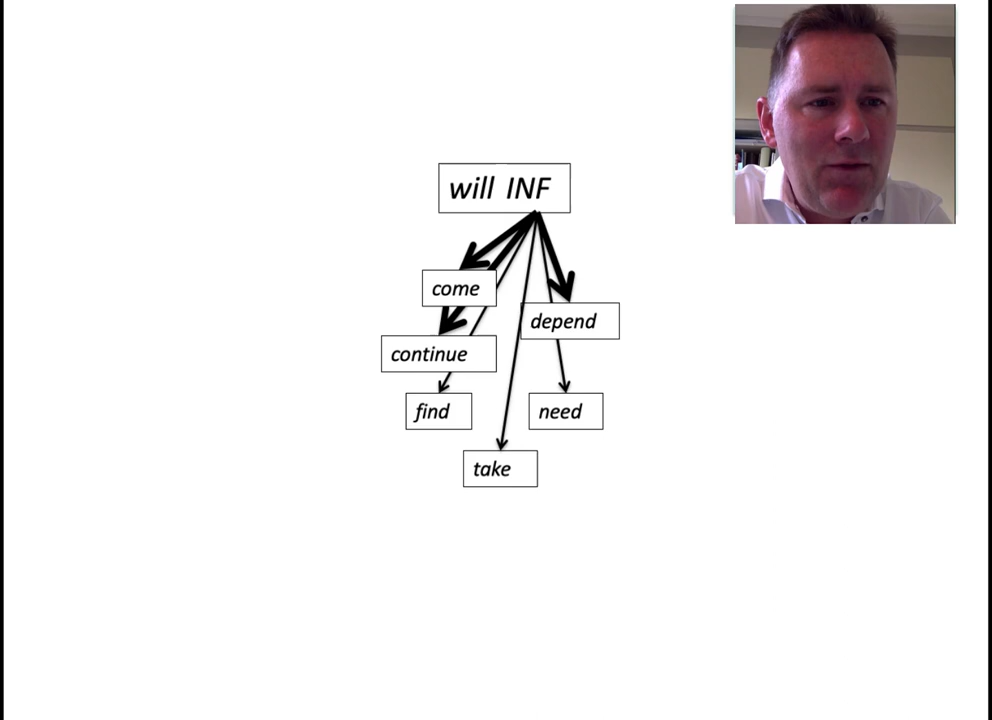 will INF
come
depend
continue
find
need
take